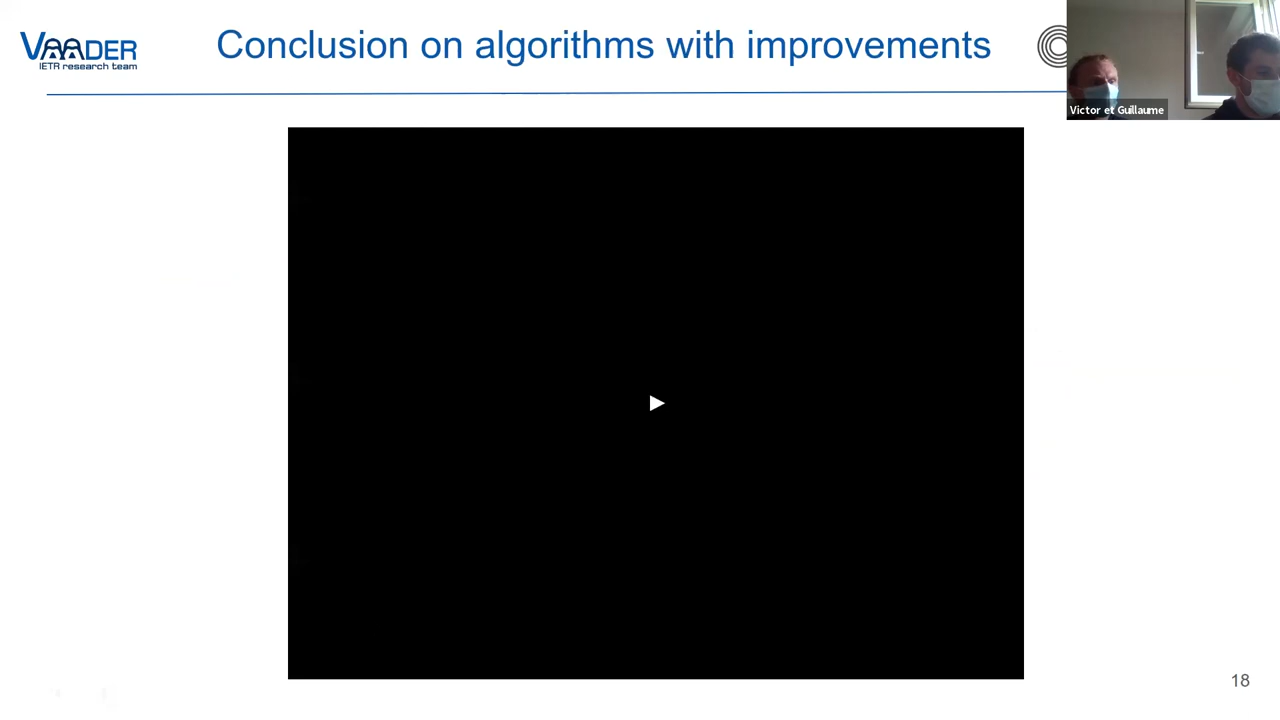 VAADER
IETR research team
Conclusion on algorithms with improvements
Victor et Guillaume
18